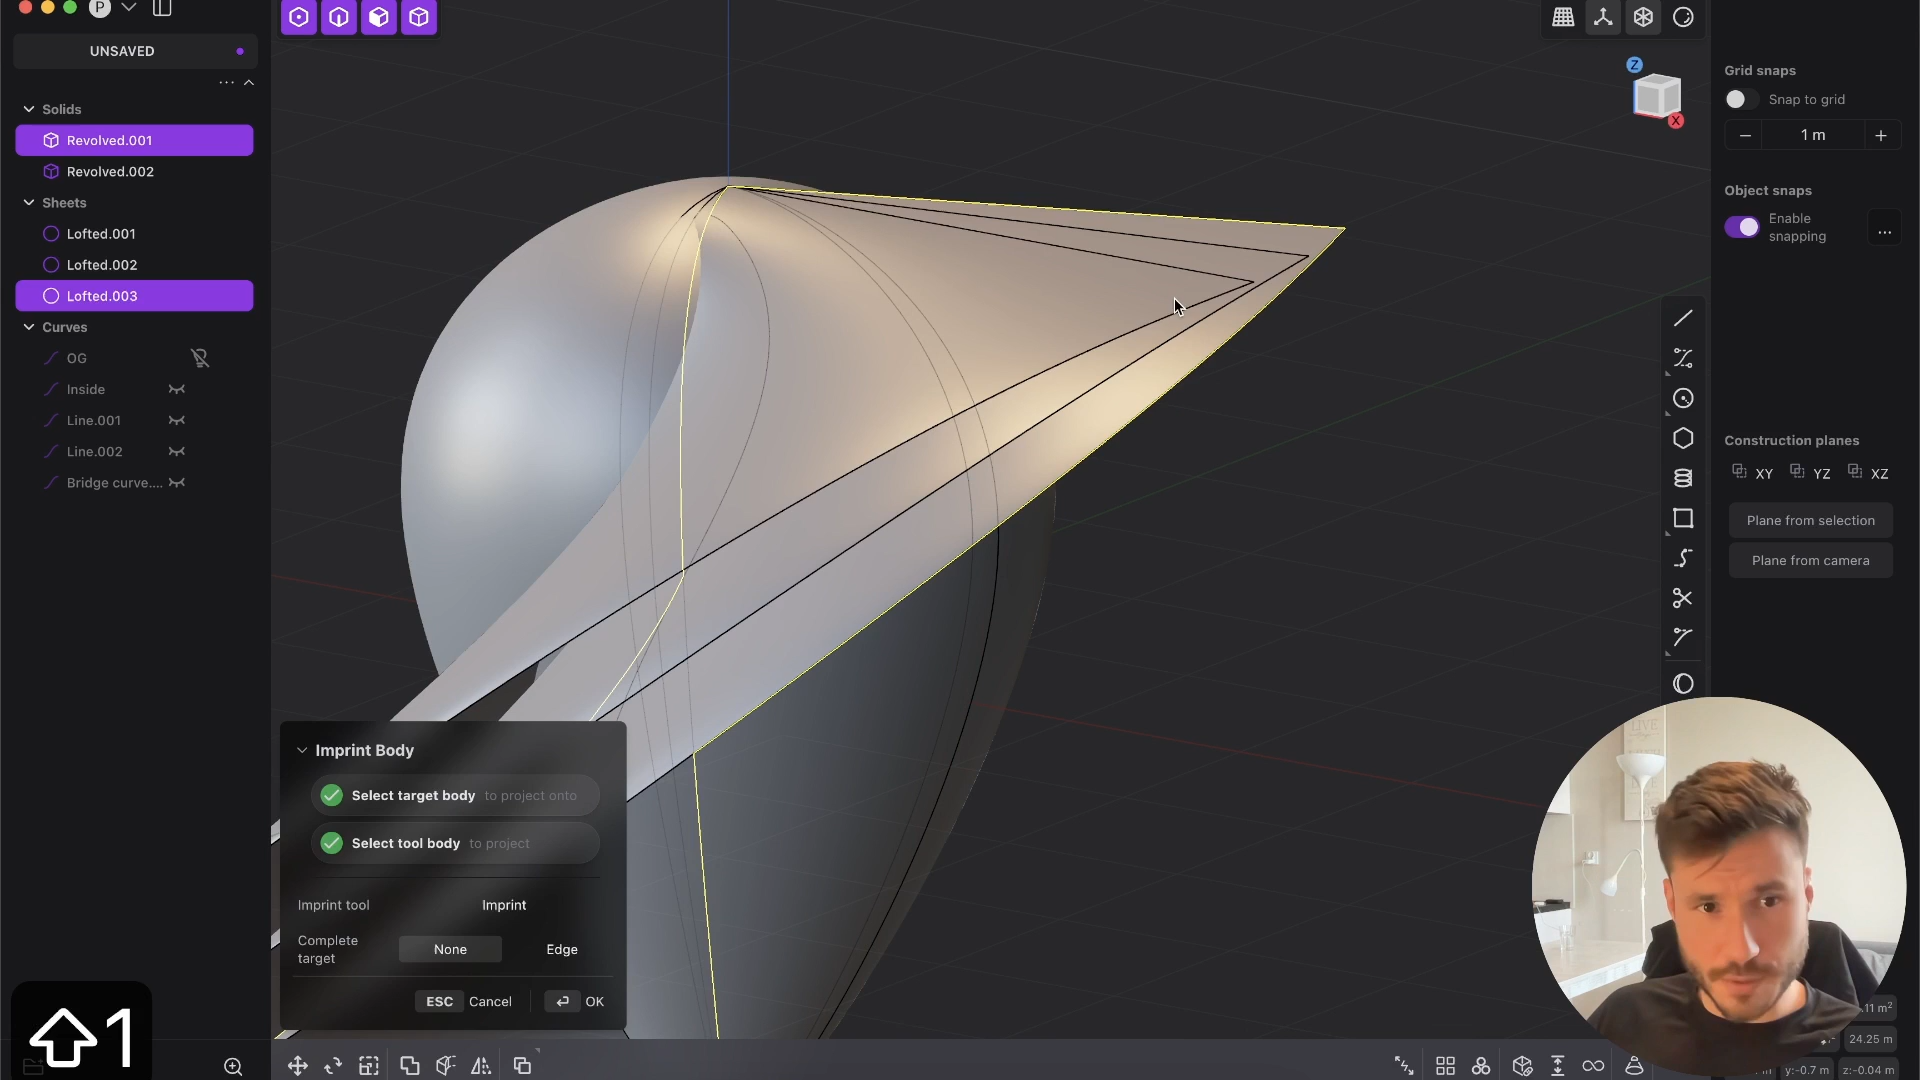 P
UNSAVED
Solids
Revolved.001
Revolved.002
Sheets
Lofted.001
Lofted.002
Lofted.003
Curves
OG
Inside
Line.001
Line.002
Bridge curve....
Z
X
Grid snaps
Snap to grid
1 m
Object snaps
Enable
snapping
...
Construction planes
XY
YZ
XZ
Plane from selection
Plane from camera
Imprint Body
Select target body to project onto
Select tool body to project
Imprint tool
Imprint
Complete
target
None
Edge
ESC Cancel
OK
1
LIVE
24.25 m
y:-0.7 m
z:-0.04 m